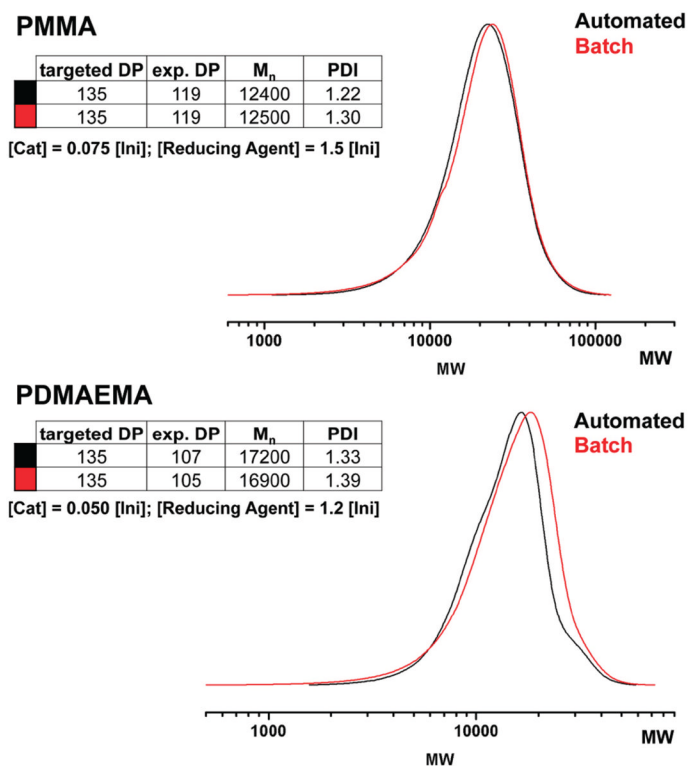 PMMA
Automated
Batch
targeted DP exp. DP Mn PDI
135 119 12400 1.22
135 119 12500 1.30
[Cat] = 0.075 [Ini]; [Reducing Agent] = 1.5 [Ini]
1000 10000 100000
MW
MW
PDMAEMA
Automated
Batch
targeted DP exp. DP Mn PDI
135 107 17200 1.33
135 105 16900 1.39
[Cat] = 0.050 [Ini]; [Reducing Agent] = 1.2 [Ini]
1000 10000
MW
MW